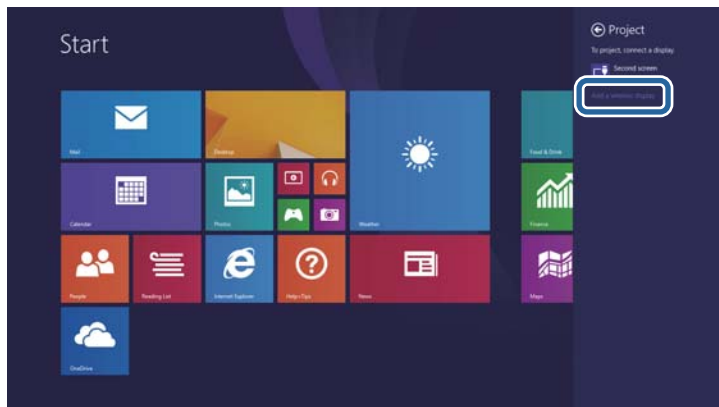 Start
Project
To project, connect a display
Second screen
Add a wireless display
Mail
Desktop
Food & Drink
Calendar
Photos
Weather
Finance
People
Reading List
Internet Explorer
Help+Tips
News
Maps
OneDrive